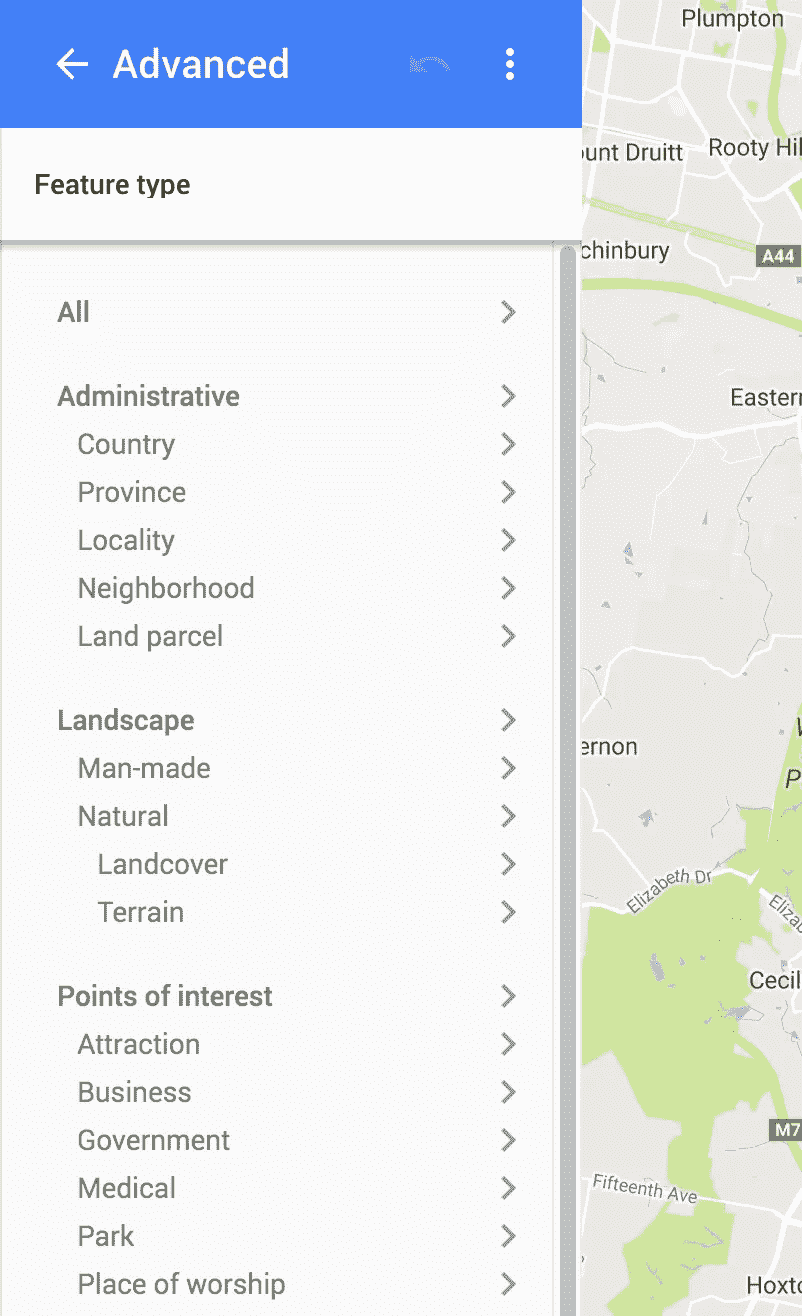 Advanced
Feature type
All
Administrative
Country
Province
Locality
Neighborhood
Land parcel
Landscape
Man-made
Natural
Landcover
Terrain
Points of interest
Attraction
Business
Government
Medical
Park
Place of worship
Plumpton
unt Druitt
Rooty Hil
chinbury
A44
Eastern
ernon
P
Elizabeth Dr
Eliza
Cecil
M7
Fifteenth Ave
Hoxto